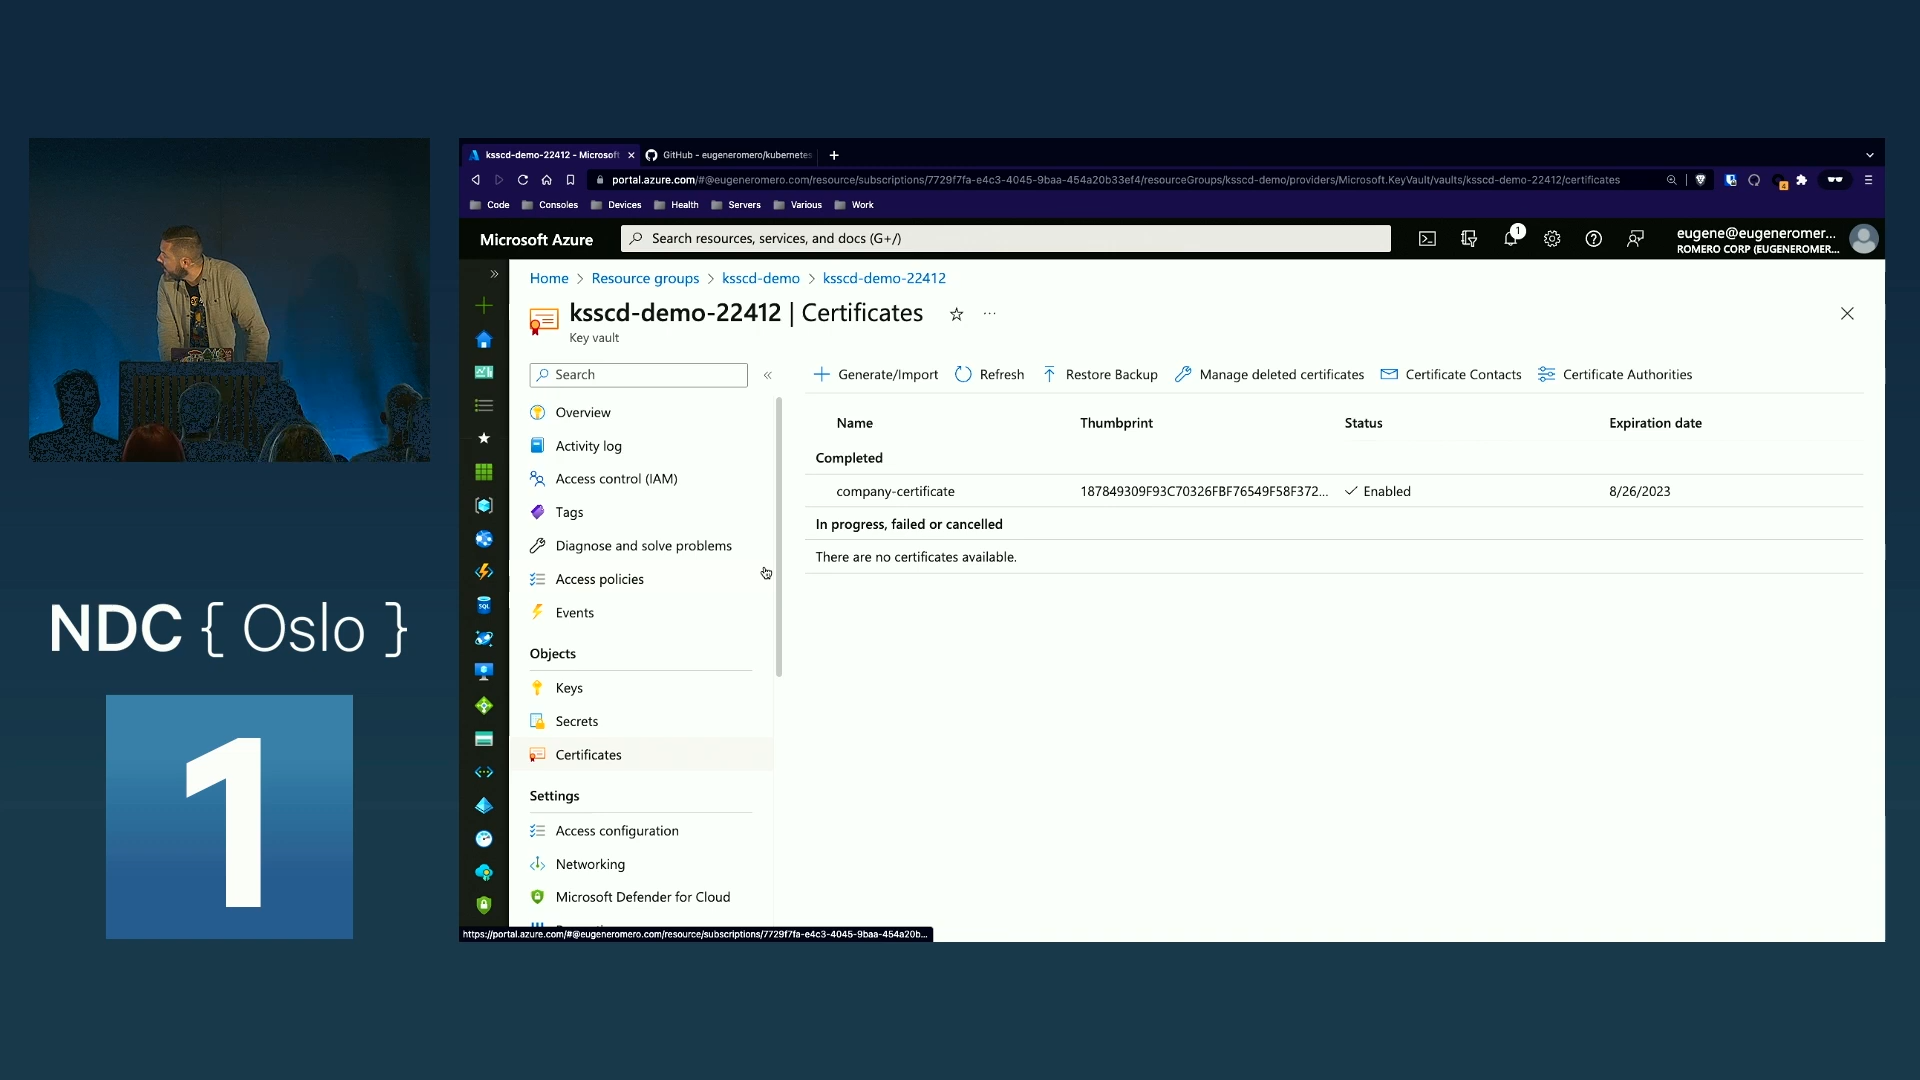 NDC { Oslo }
1
ksscd-demo-22412 - Microsoft
GitHub - eugeneromero/kubernetes
portal.azure.com/#@eugeneromero.com/resource/subscriptions/7729f7fa-e4c3-4045-9baa-454a20b33ef4/resourceGroups/ksscd-demo/providers/Microsoft.KeyVault/vaults/ksscd-demo-22412/certificates
4
Code Consoles Devices Health Servers Various Work
Microsoft Azure
Search resources, services, and docs (G+/)
1
eugene@eugeneromer...
ROMERO CORP (EUGENEROMER...
Home > Resource groups > ksscd-demo > ksscd-demo-22412
ksscd-demo-22412 | Certificates
Key vault
Search
Overview
Activity log
Access control (IAM)
Tags
Diagnose and solve problems
Access policies
Events
Objects
Keys
Secrets
Certificates
Settings
Access configuration
Networking
Microsoft Defender for Cloud
Generate/Import Refresh Restore Backup Manage deleted certificates Certificate Contacts Certificate Authorities
Name Thumbprint Status Expiration date
Completed
company-certificate 187849309F93C70326FBF76549F58F372... Enabled 8/26/2023
In progress, failed or cancelled
There are no certificates available.
https://portal.azure.com/#@eugeneromero.com/resource/subscriptions/7729f7fa-e4c3-4045-9baa-454a20b...